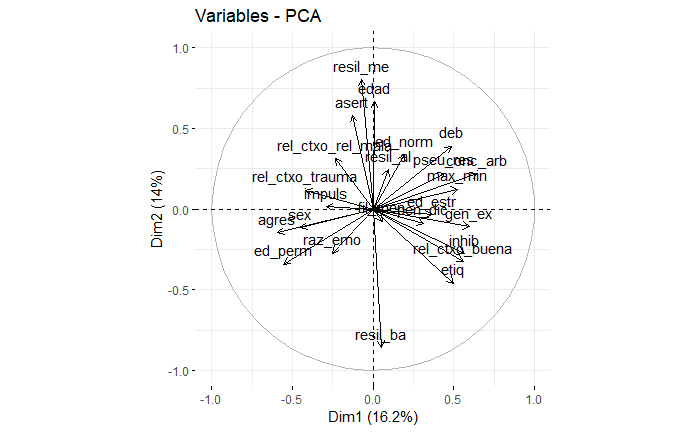 Variables - PCA
1.0
resil_me
edad
asert
0.5
deb
ed_norm
rel_ctxo_rel_mala
resil_al
pseu_res
conc_arb
rel_ctxo_trauma
max_min
impuls
ed_estr
0.0
sex
gen_ex
agres
raz_emo
inhib
ed_perm
rel_ctxo_buena
etiq
-0.5
resil_ba
-1.0
-1.0
-0.5
0.0
0.5
1.0
Dim1 (16.2%)
Dim2 (14%)